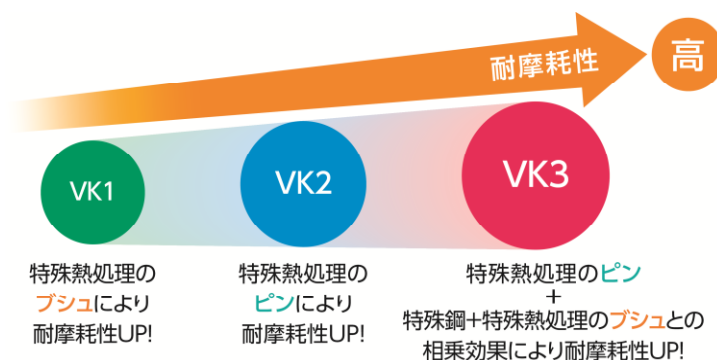 耐摩耗性
高
VK1
VK2
VK3
特殊熱処理の
ブシュにより
耐摩耗性UP!
特殊熱処理の
ピンにより
耐摩耗性UP!
特殊熱処理のピン
+
特殊鋼+特殊熱処理のブシュとの
相乗効果により耐摩耗性UP!